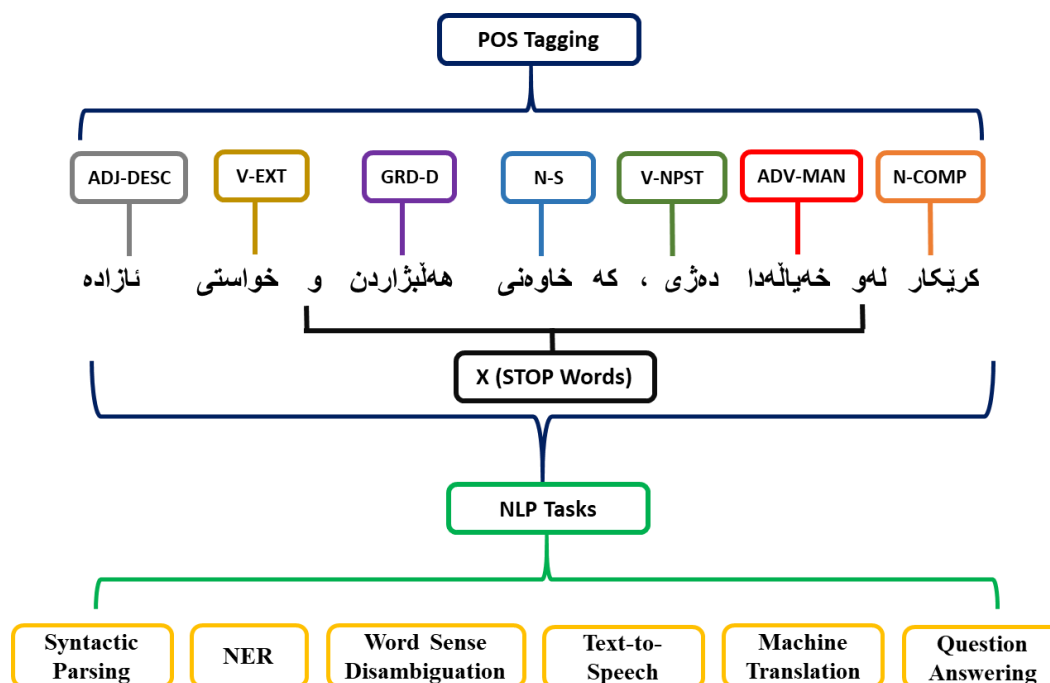 POS Tagging
ADJ-DESC
V-EXT
GRD-D
N-S
V-NPST
ADV-MAN
N-COMP
کرێکار لەو خەیاڵەدا دەژی ، کە خاوەنی هەڵبژاردن و خواستی ئازادە
X (STOP Words)
NLP Tasks
Syntactic
Parsing
NER
Word Sense
Disambiguation
Text-to-
Speech
Machine
Translation
Question
Answering